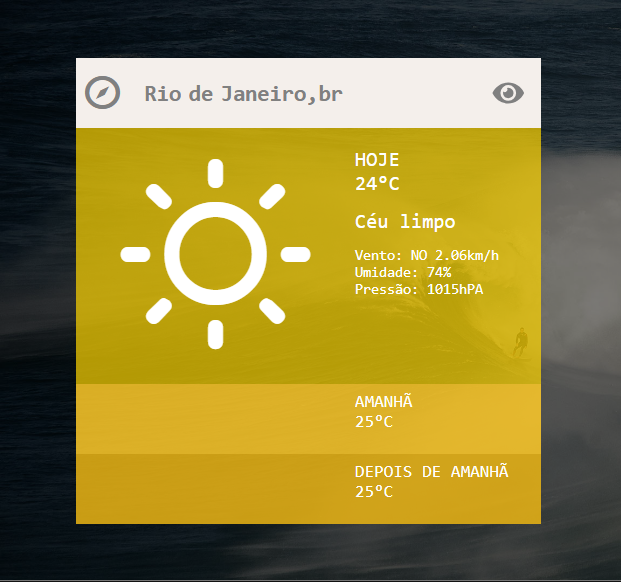 Rio de Janeiro,br
HOJE
24ºC
Céu limpo
Vento: NO 2.06km/h
Umidade: 74%
Pressão: 1015hPA
AMANHÃ
25ºC
DEPOIS DE AMANHÃ
25ºC